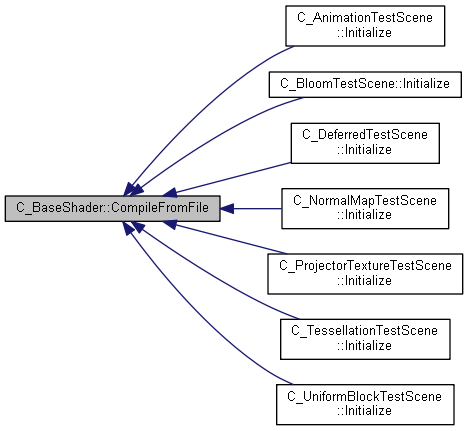 C_AnimationTestScene
::Initialize
C_BloomTestScene::Initialize
C_DeferredTestScene
::Initialize
C_BaseShader::CompileFromFile
C_NormalMapTestScene
::Initialize
C_ProjectorTextureTestScene
::Initialize
C_TessellationTestScene
::Initialize
C_UniformBlockTestScene
::Initialize